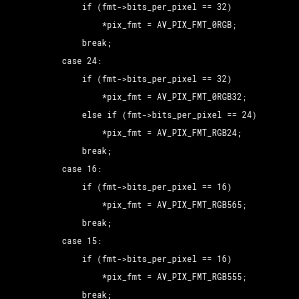 if (fmt->bits_per_pixel == 32)
*pix_fmt = AV_PIX_FMT_0RGB;
break;
case 24:
if (fmt->bits_per_pixel == 32)
*pix_fmt = AV_PIX_FMT_0RGB32;
else if (fmt->bits_per_pixel == 24)
*pix_fmt = AV_PIX_FMT_RGB24;
break;
case 16:
if (fmt->bits_per_pixel == 16)
*pix_fmt = AV_PIX_FMT_RGB565;
break;
case 15:
if (fmt->bits_per_pixel == 16)
*pix_fmt = AV_PIX_FMT_RGB555;
break;